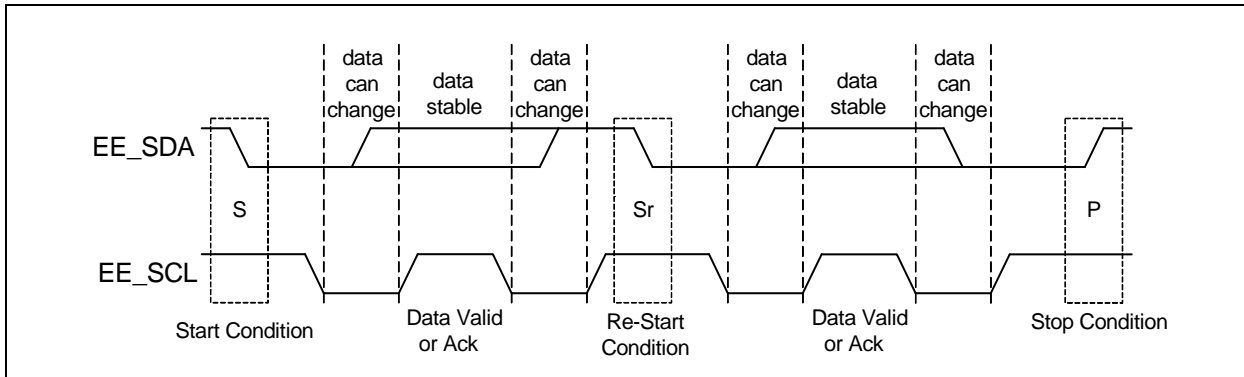 data
can
change
data
stable
data
can
change
data
can
change
data
stable
data
can
change
EE_SDA
S
Sr
P
EE_SCL
Start Condition
Data Valid
or Ack
Re-Start
Condition
Data Valid
or Ack
Stop Condition